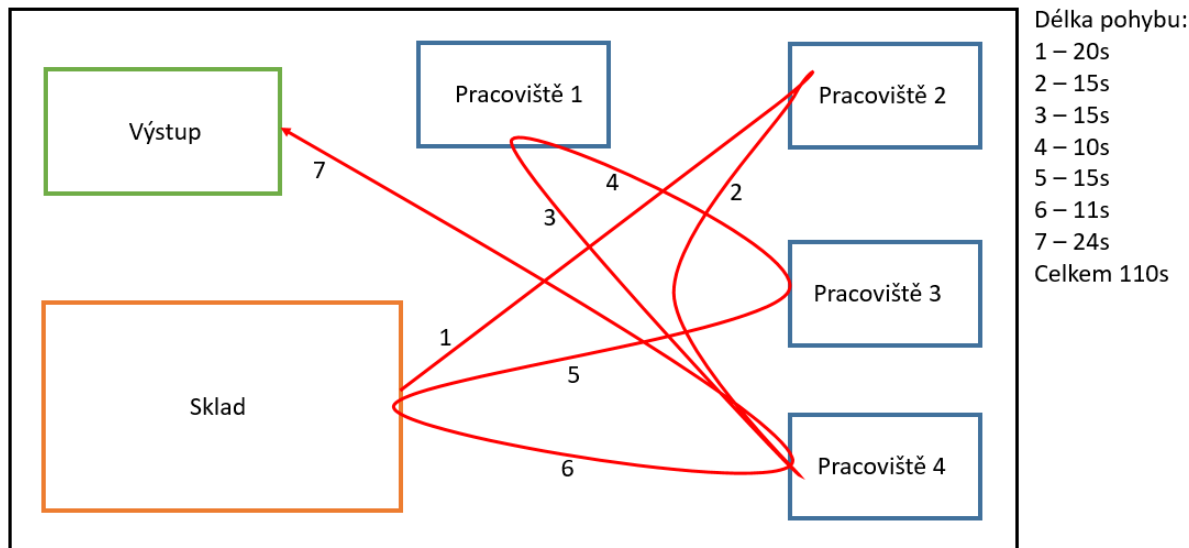 Výstup
Pracoviště 1
Pracoviště 2
7
4
2
3
Pracoviště 3
1
5
Sklad
6
Pracoviště 4
Délka pohybu:
1 – 20s
2 – 15s
3 – 15s
4 – 10s
5 – 15s
6 – 11s
7 – 24s
Celkem 110s